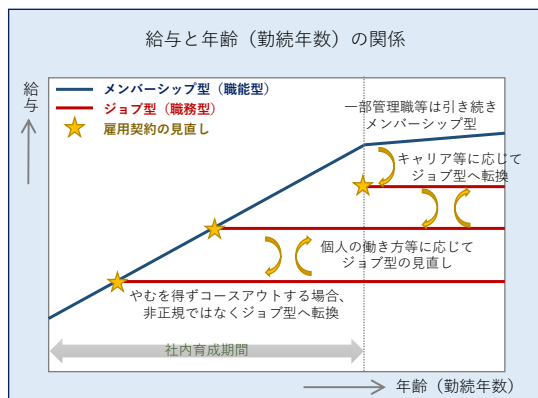 給与と年齢（勤続年数）の関係
給与
メンバーシップ型（職能型）
ジョブ型（職務型）
雇用契約の見直し
一部管理職等は引き続き
メンバーシップ型
キャリア等に応じて
ジョブ型へ転換
個人の働き方等に応じて
ジョブ型の見直し
やむを得ずコースアウトする場合、
非正規ではなくジョブ型へ転換
社内育成期間
年齢（勤続年数）